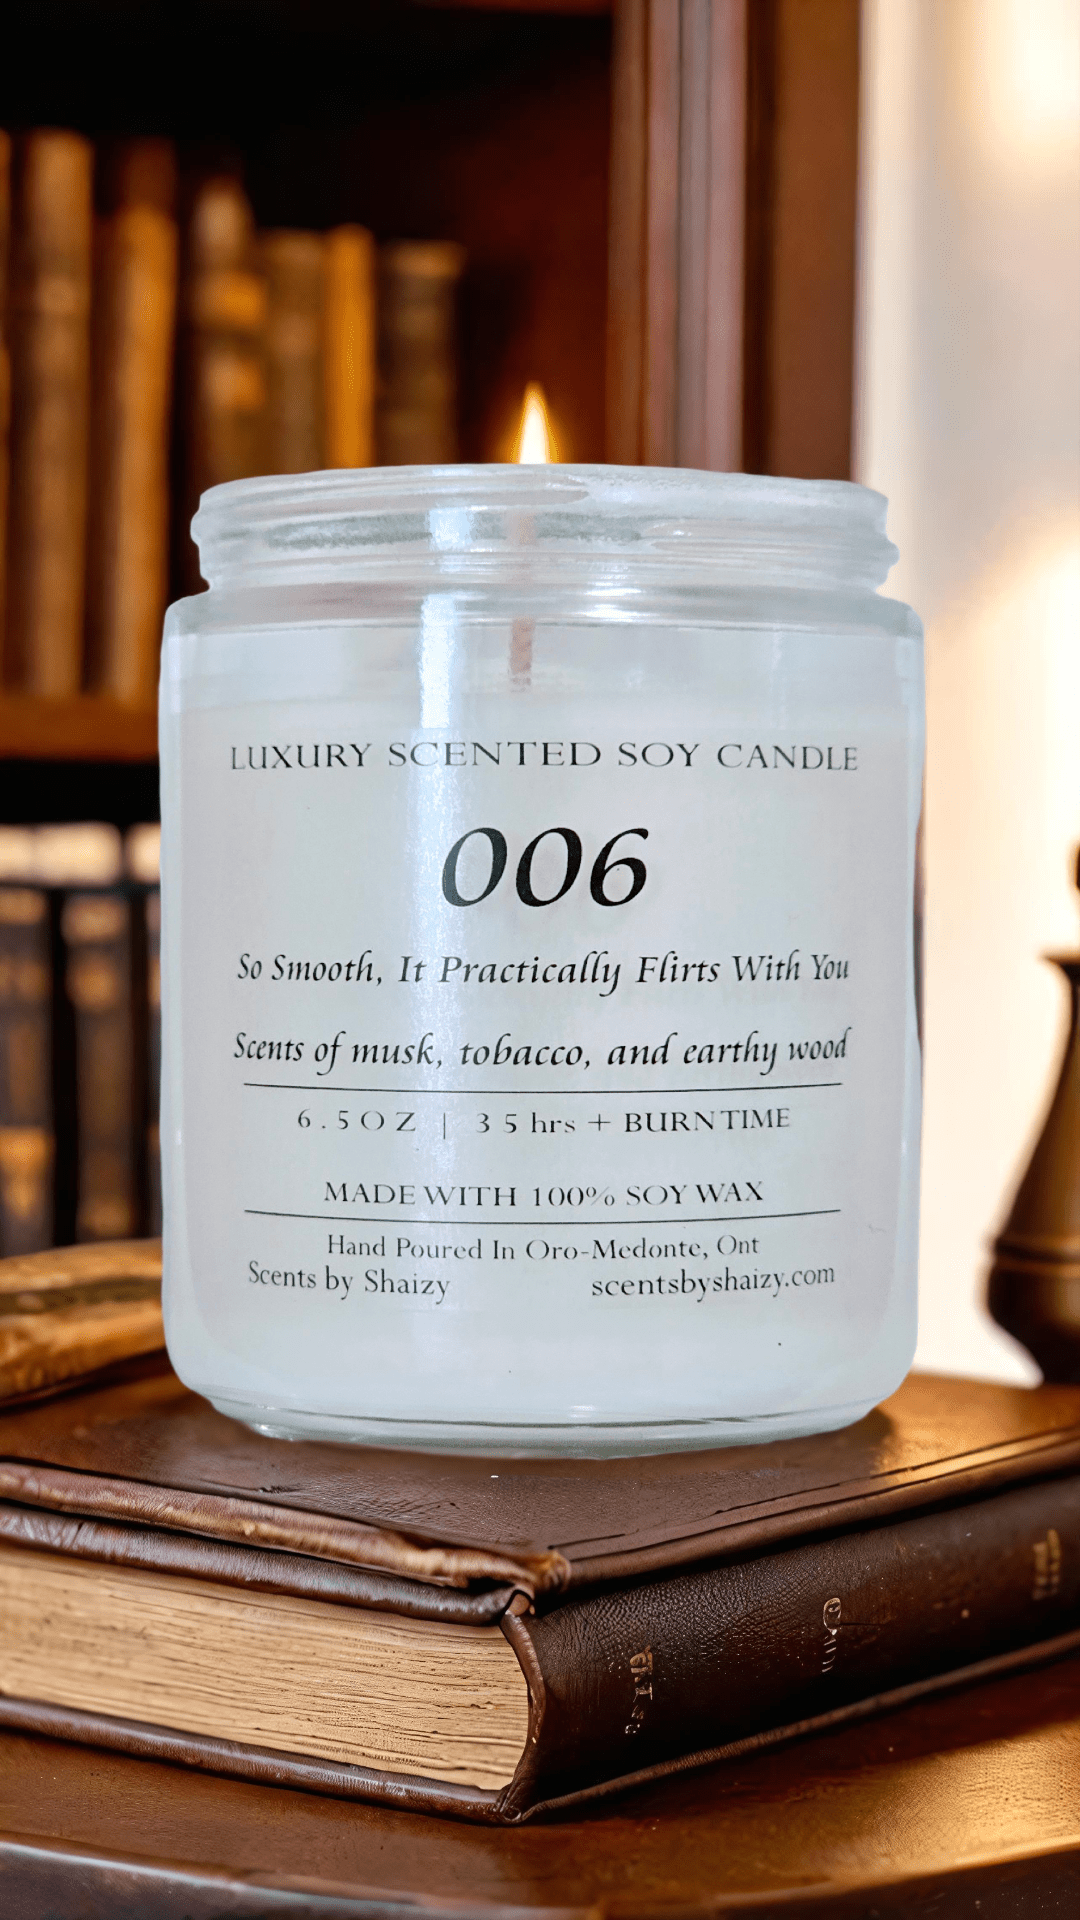 LUXURY SCENTED SOY CANDLE
006
So Smooth, It Practically Flirts With You
Scents of musk, tobacco, and earthy wood
6.5OZ | 35 hrs + BURN TIME
MADE WITH 100% SOY WAX
Hand Poured In Oro-Medonte, Ont
Scents by Shaizy scentsbyshaizy.com